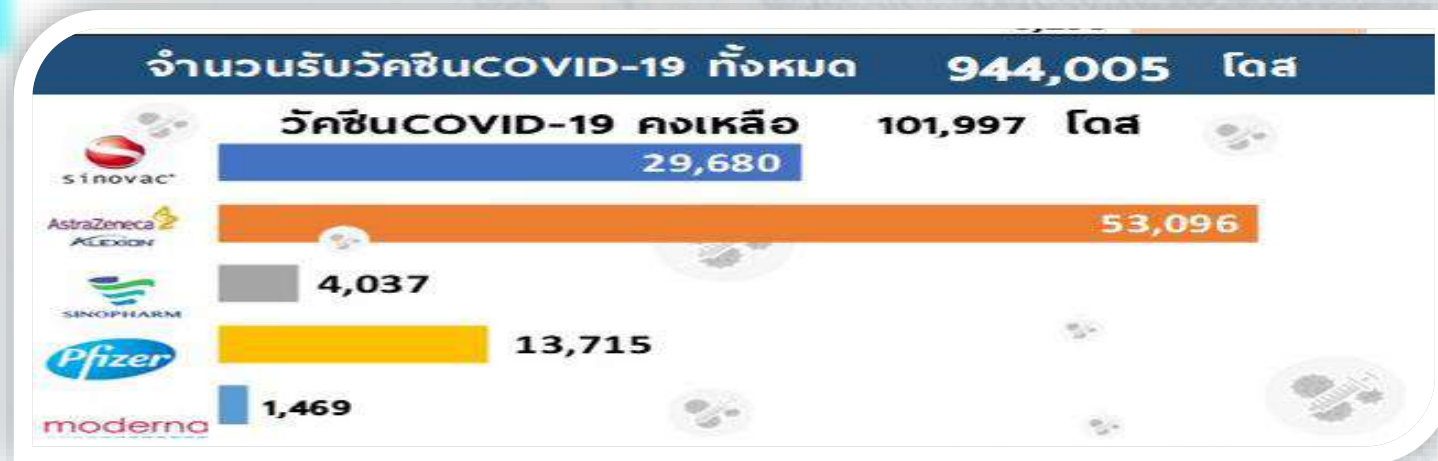 จำนวนรับวัคซีนCOVID-19 ทั้งหมด 944,005 โดส
วัคซีนCOVID-19 คงเหลือ 101,997 โดส
sinovac
29,680
AstraZeneca
ALEXION
53,096
SINOPHARM
4,037
Pfizer
13,715
moderna
1,469